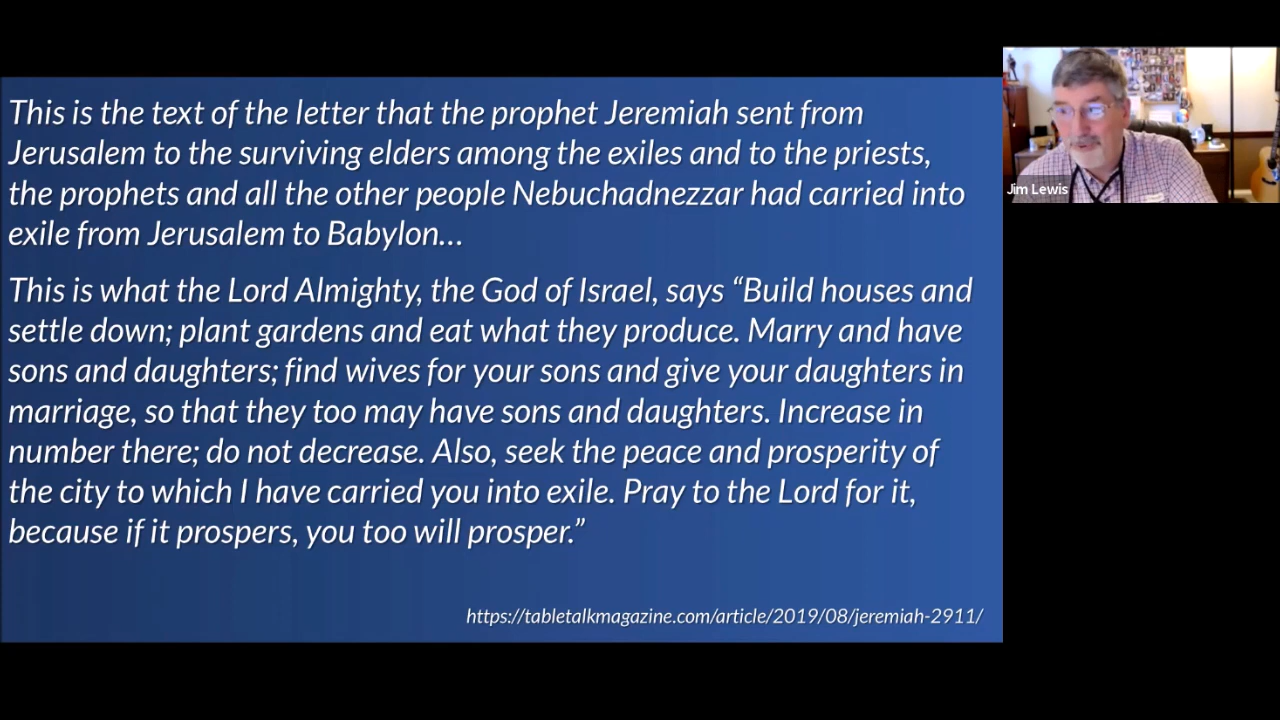 This is the text of the letter that the prophet Jeremiah sent from
Jerusalem to the surviving elders among the exiles and to the priests,
the prophets and all the other people Nebuchadnezzar had carried into
exile from Jerusalem to Babylon…
This is what the Lord Almighty, the God of Israel, says “Build houses and
settle down; plant gardens and eat what they produce. Marry and have
sons and daughters; find wives for your sons and give your daughters in
marriage, so that they too may have sons and daughters. Increase in
number there; do not decrease. Also, seek the peace and prosperity of
the city to which I have carried you into exile. Pray to the Lord for it,
because if it prospers, you too will prosper.”
https://tabletalkmagazine.com/article/2019/08/jeremiah-2911/
Jim Lewis